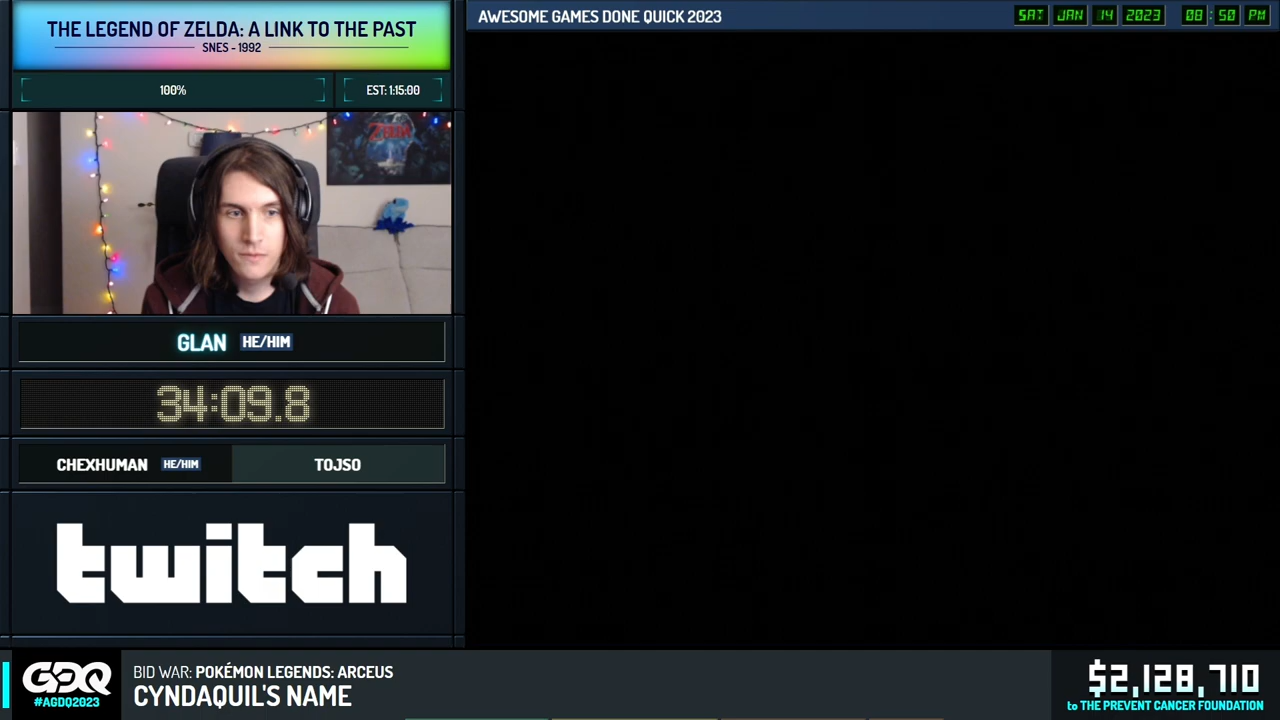 THE LEGEND OF ZELDA: A LINK TO THE PAST
SNES - 1992
100%
EST: 1:15:00
AWESOME GAMES DONE QUICK 2023
SAT JAN 14 2023 08:50 PM
ZELDA
GLAN HE/HIM
34:09.8
CHEXHUMAN HE/HIM TOJSO
twitch
GDQ
#AGDQ2023
BID WAR: POKÉMON LEGENDS: ARCEUS
CYNDAQUIL'S NAME
$2,128,710
to THE PREVENT CANCER FOUNDATION